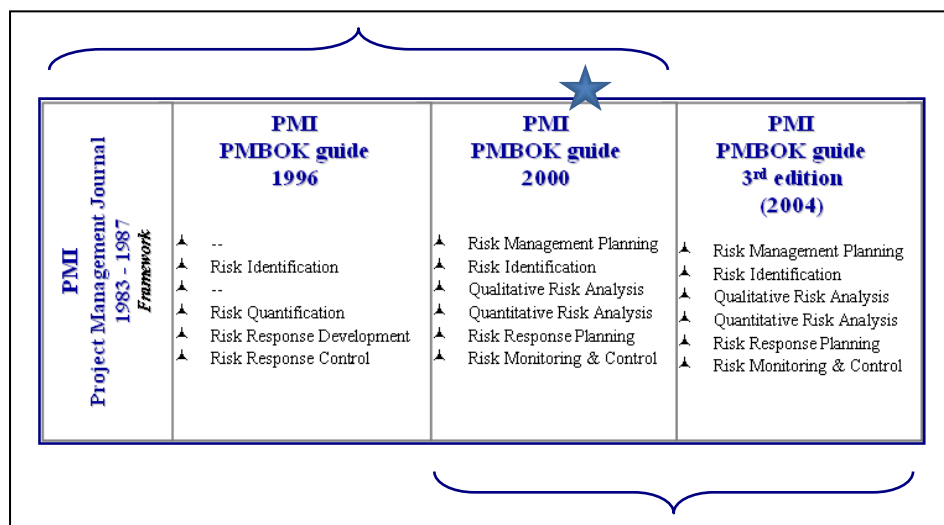 PMI
Project Management Journal
1983 - 1987
Framework
PMI
PMBOK guide
1996
--
Risk Identification
--
Risk Quantification
Risk Response Development
Risk Response Control
PMI
PMBOK guide
2000
Risk Management Planning
Risk Identification
Qualitative Risk Analysis
Quantitative Risk Analysis
Risk Response Planning
Risk Monitoring & Control
PMI
PMBOK guide
3rd edition
(2004)
Risk Management Planning
Risk Identification
Qualitative Risk Analysis
Quantitative Risk Analysis
Risk Response Planning
Risk Monitoring & Control